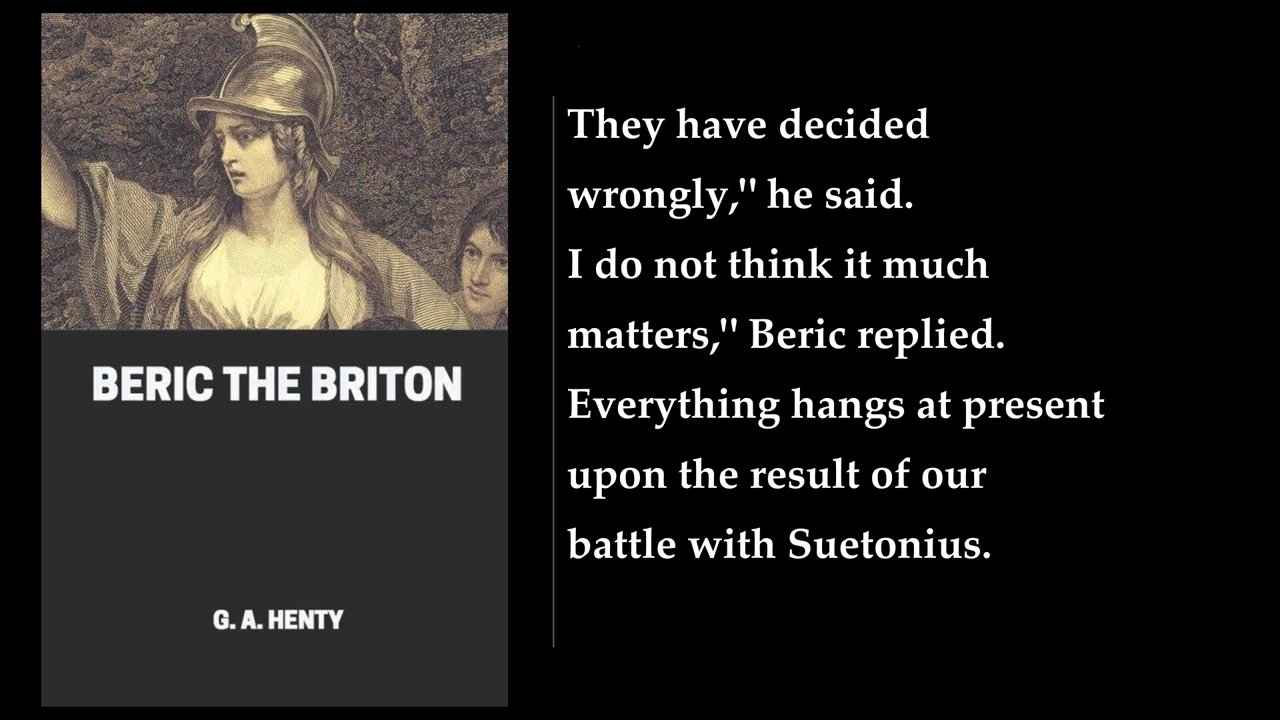 BERIC THE BRITON
G. A. HENTY
They have decided
wrongly," he said.
I do not think it much
matters," Beric replied.
Everything hangs at present
upon the result of our
battle with Suetonius.